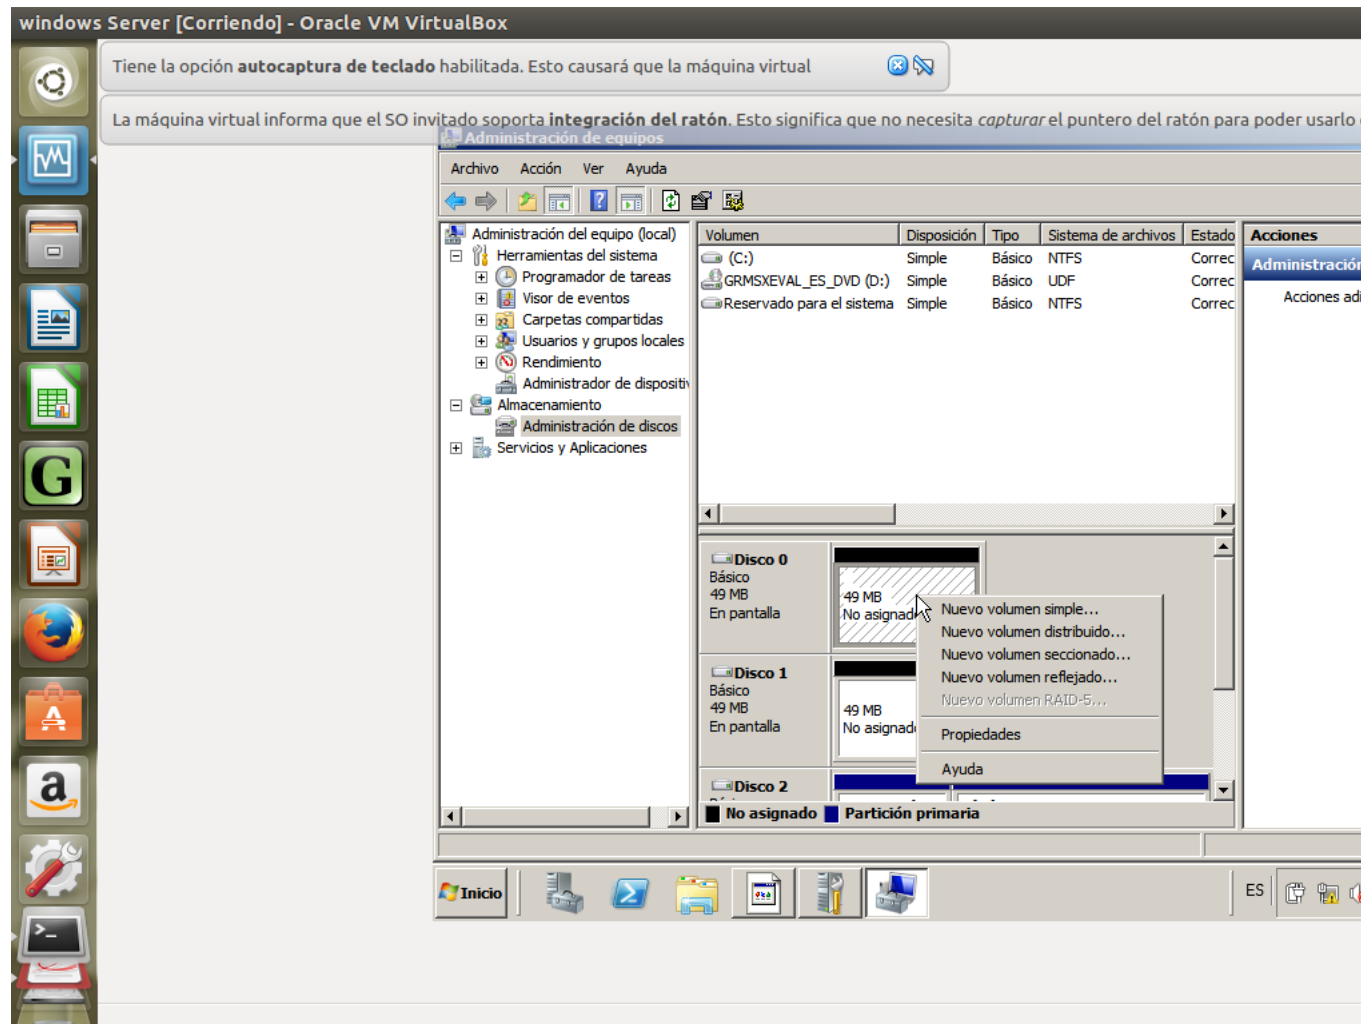 windows Server [Corriendo] - Oracle VM VirtualBox
Tiene la opción autocaptura de teclado habilitada. Esto causará que la máquina virtual
La máquina virtual informa que el SO invitado soporta integración del ratón. Esto significa que no necesita capturar el puntero del ratón para poder usarlo
Administración de equipos
Archivo Acción Ver Ayuda
Administración del equipo (local)
Herramientas del sistema
Programador de tareas
Visor de eventos
Carpetas compartidas
Usuarios y grupos locales
Rendimiento
Administrador de dispositiv
Almacenamiento
Administración de discos
Servicios y Aplicaciones
Volumen Disposición Tipo Sistema de archivos Estado
(C:) Simple Básico NTFS Correc
GRMSXEVAL_ES_DVD (D:) Simple Básico UDF Correc
Reservado para el sistema Simple Básico NTFS Correc
Acciones
Administración
Acciones adi
Disco 0
Básico
49 MB
En pantalla
49 MB
No asignado
Disco 1
Básico
49 MB
En pantalla
49 MB
No asignad
Disco 2
Nuevo volumen simple...
Nuevo volumen distribuido...
Nuevo volumen seccionado...
Nuevo volumen reflejado...
Nuevo volumen RAID-5...
Propiedades
Ayuda
No asignado Partición primaria
Inicio
ES